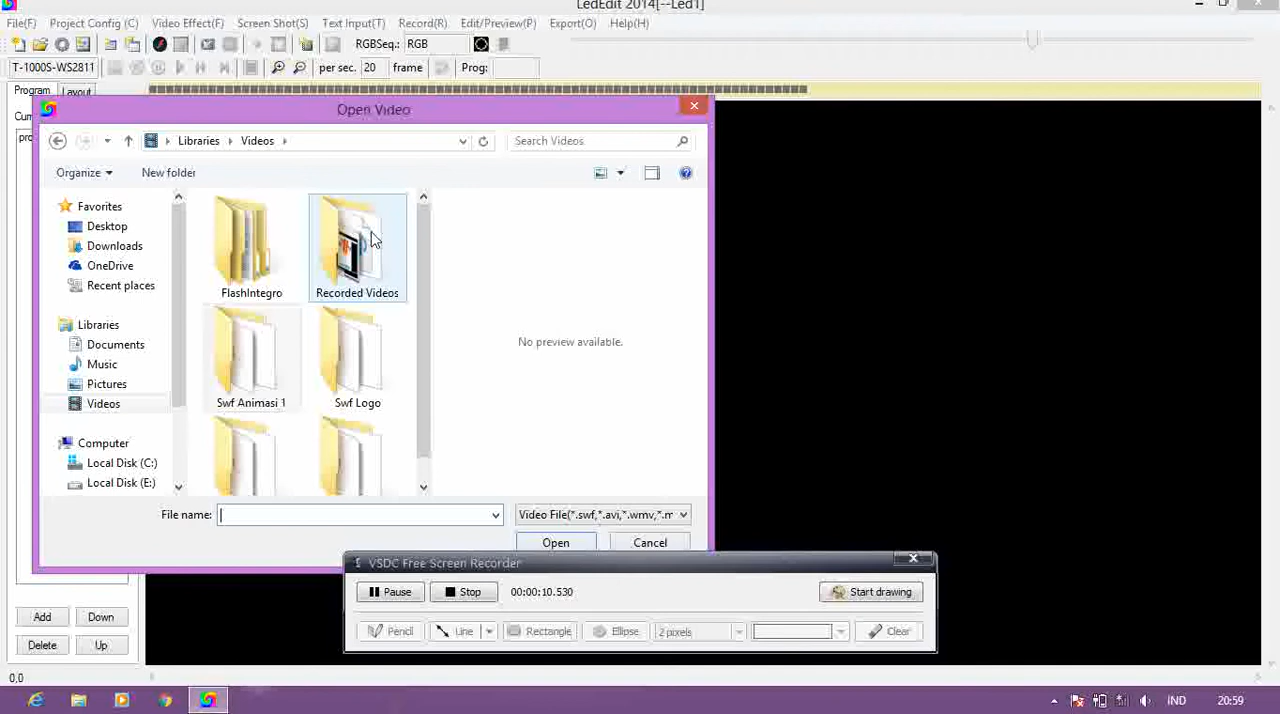 LedEdit 2014[--Led1]
File(F) Project Config (C) Video Effect(F) Screen Shot(S) Text Input(T) Record(R) Edit/Preview(P) Export(O) Help(H)
RGBSeq.: RGB
T-1000S-WS2811 per sec. 20 frame Prog:
Program Layout
Open Video
Libraries Videos Search Videos
Organize New folder
Favorites
Desktop
Downloads
OneDrive
Recent places
Libraries
Documents
Music
Pictures
Videos
Computer
Local Disk (C:)
Local Disk (E:)
FlashIntegro Recorded Videos
Swf Animasi 1 Swf Logo
No preview available.
File name: Video File(*.swf,*.avi,*.wmv,*.m
Open Cancel
VSDC Free Screen Recorder
Pause Stop 00:00:10.530 Start drawing
Pencil Line Rectangle Ellipse 2 pixels Clear
Add Down
Delete Up
0,0
IND 20:59